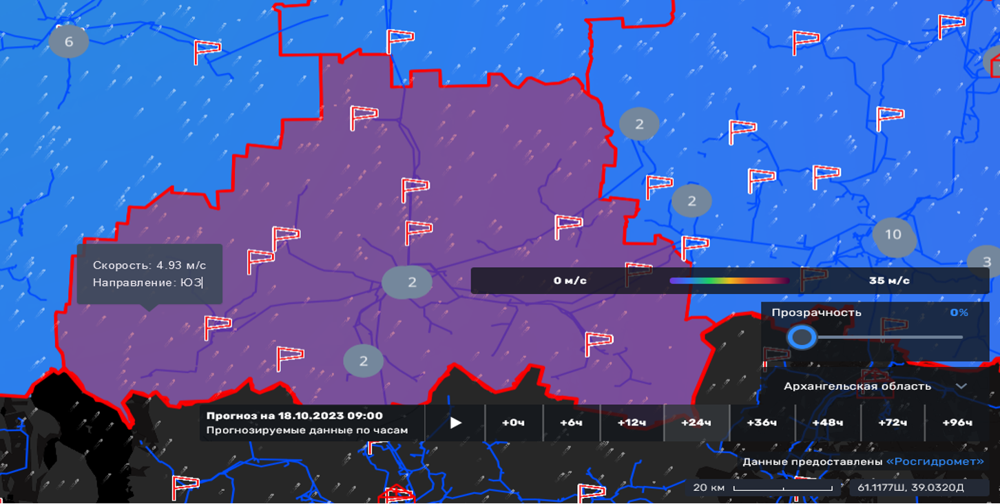 6
2
2
10
3
Скорость: 4.93 м/с
Направление: ЮЗ
0 м/с
35 м/с
2
Прозрачность 0%
2
Архангельская область
Прогноз на 18.10.2023 09:00
Прогнозируемые данные по часам
+0ч +6ч +12ч +24ч +36ч +48ч +72ч +96ч
Данные предоставлены «Росгидромет»
20 км
61.1177Ш, 39.0320Д